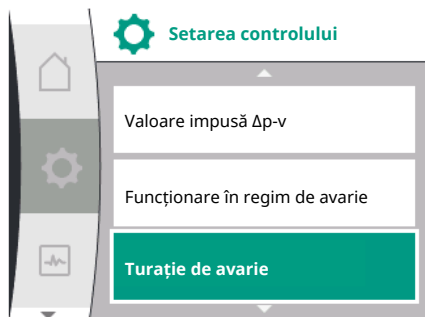 Setarea controlului
Valoare impusă Δp-v
Funcționare în regim de avarie
Turație de avarie